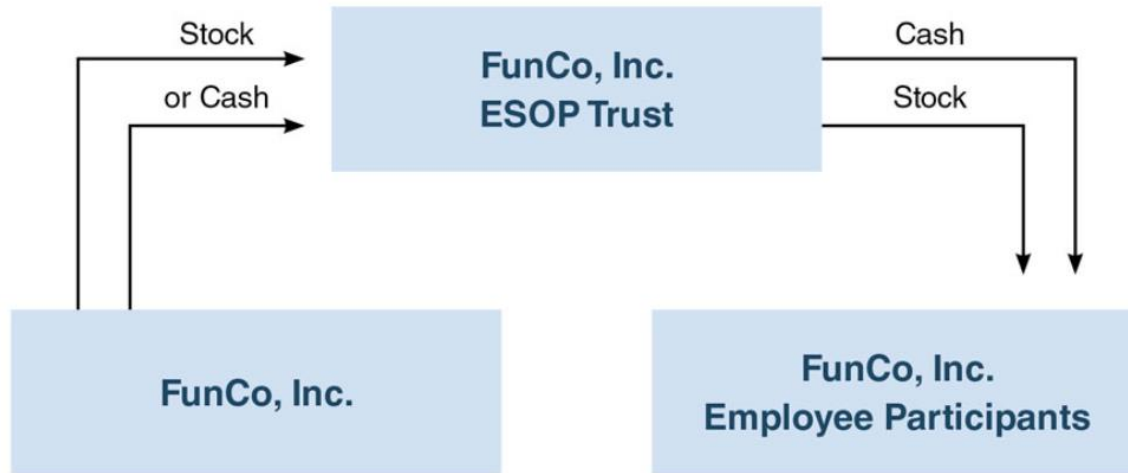 Stock
or Cash
FunCo, Inc.
ESOP Trust
Cash
Stock
FunCo, Inc.
FunCo, Inc.
Employee Participants